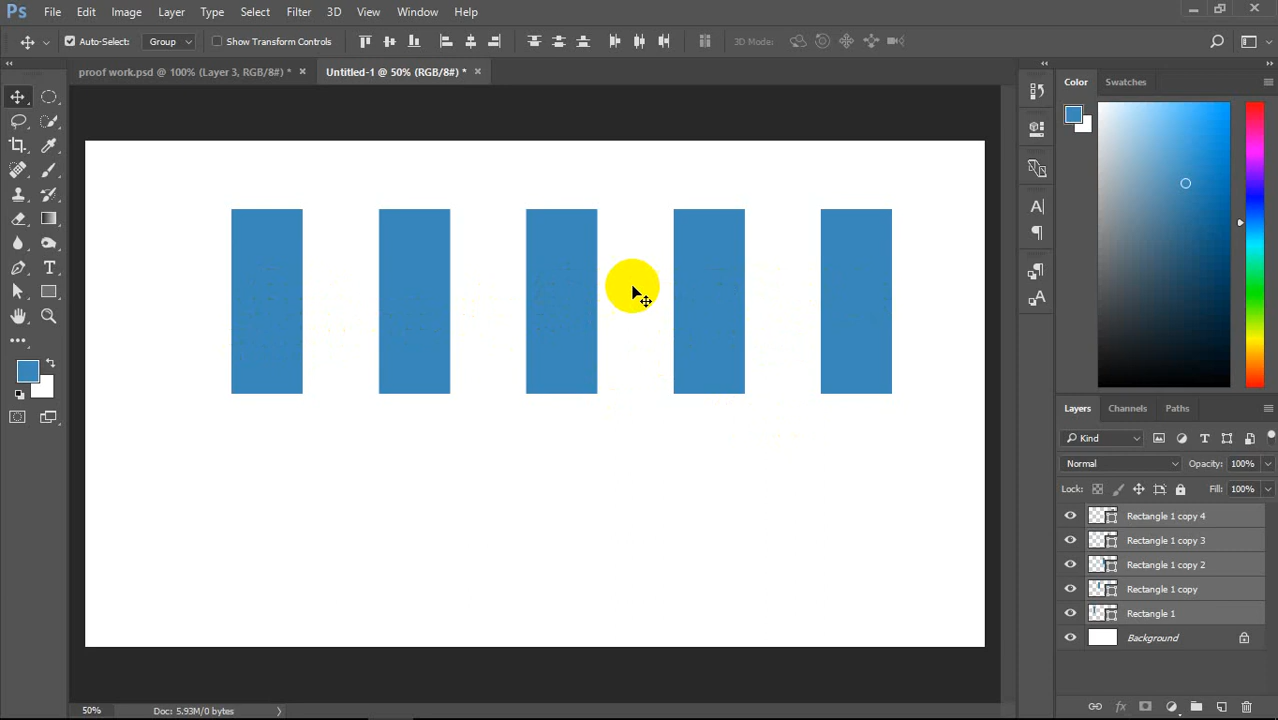 Ps File Edit Image Layer Type Select Filter 3D View Window Help
Auto-Select: Group Show Transform Controls 3D Mode:
proof work.psd @ 100% (Layer 3, RGB/8#) * × Untitled-1 @ 50% (RGB/8#) * ×
Color Swatches
Layers Channels Paths
Kind
Normal Opacity: 100%
Lock: Fill: 100%
Rectangle 1 copy 4
Rectangle 1 copy 3
Rectangle 1 copy 2
Rectangle 1 copy
Rectangle 1
Background
50% Doc: 5.93M/0 bytes